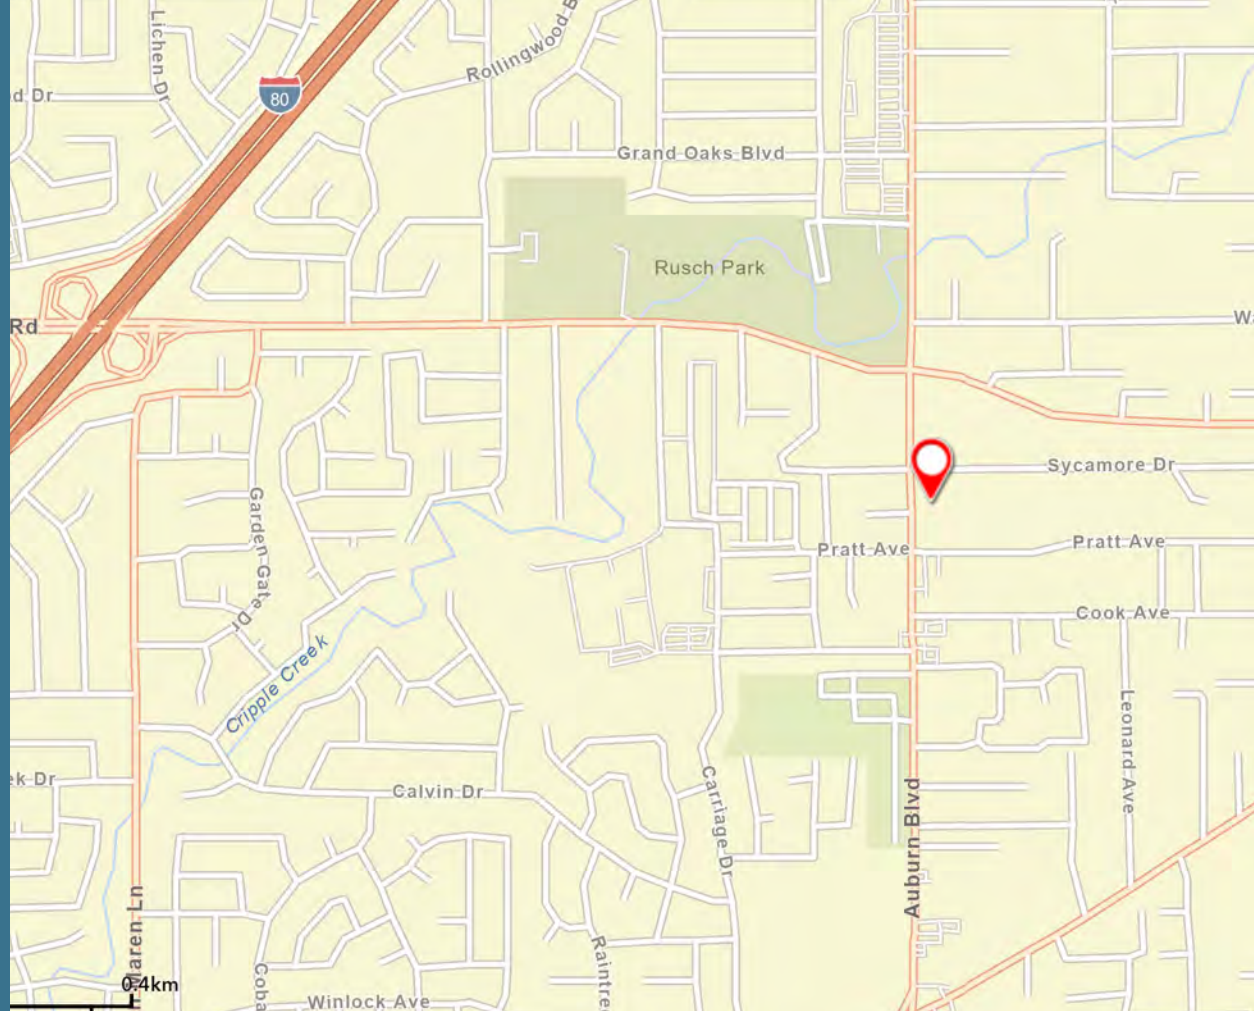 Lichen Dr
Rollingwood B
d Dr
80
Grand Oaks Blvd
Rusch Park
Rd
Wa
Sycamore Dr
Garden Gate Dr
Pratt Ave
Pratt Ave
Cook Ave
Cripple Creek
Leonard Ave
ek Dr
Calvin Dr
Carriage Dr
Auburn Blvd
Maren Ln
Coba
Raintre
0.4km
Winlock Ave